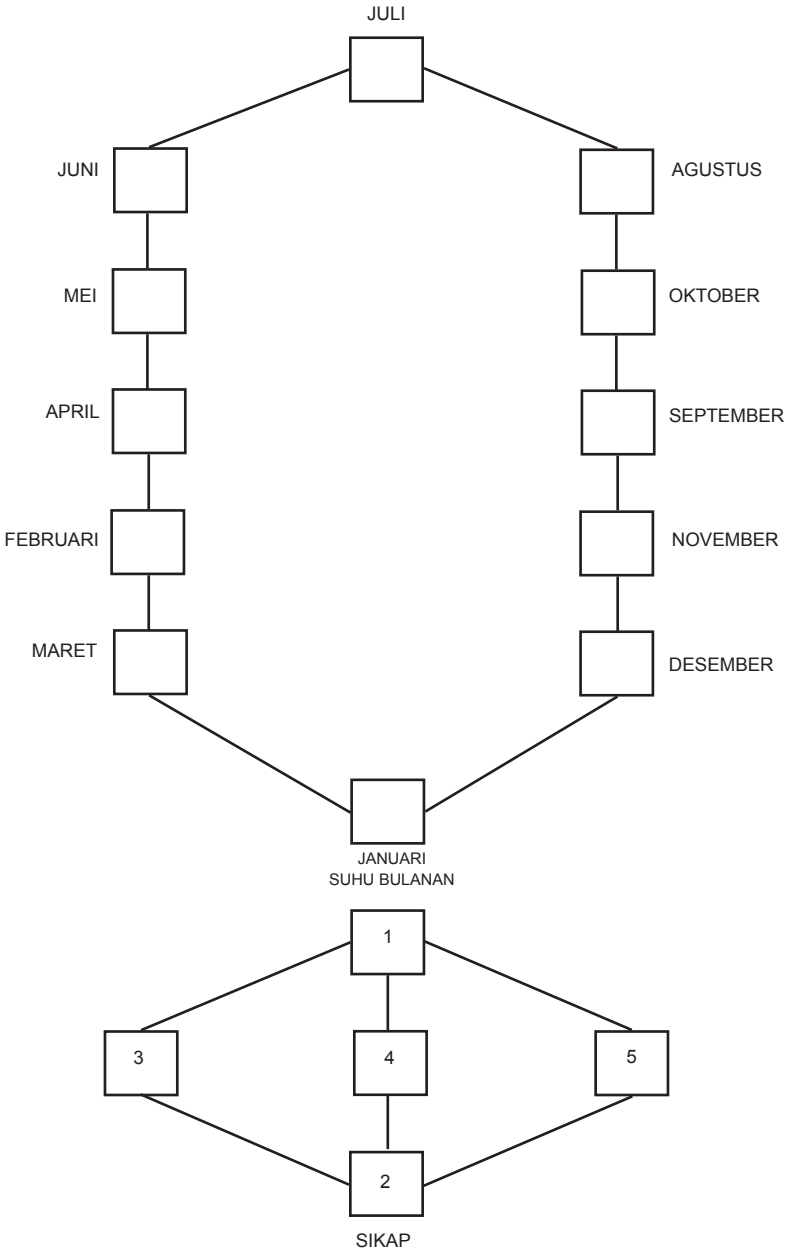 JULI
JUNI
AGUSTUS
MEI
OKTOBER
APRIL
SEPTEMBER
FEBRUARI
NOVEMBER
MARET
DESEMBER
JANUARI
SUHU BULANAN
1
3
4
5
2
SIKAP